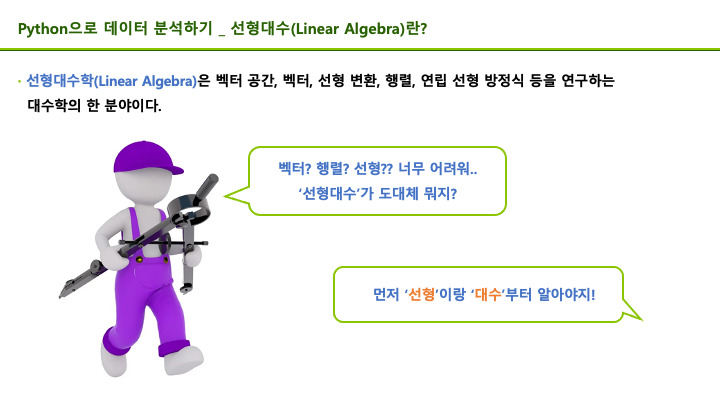 Python으로 데이터 분석하기 _ 선형대수(Linear Algebra)란?
· 선형대수학(Linear Algebra)은 벡터 공간, 벡터, 선형 변환, 행렬, 연립 선형 방정식 등을 연구하는
대수학의 한 분야이다.
벡터? 행렬? 선형?? 너무 어려워..
‘선형대수’가 도대체 뭐지?
먼저 ‘선형’이랑 ‘대수’부터 알아야지!